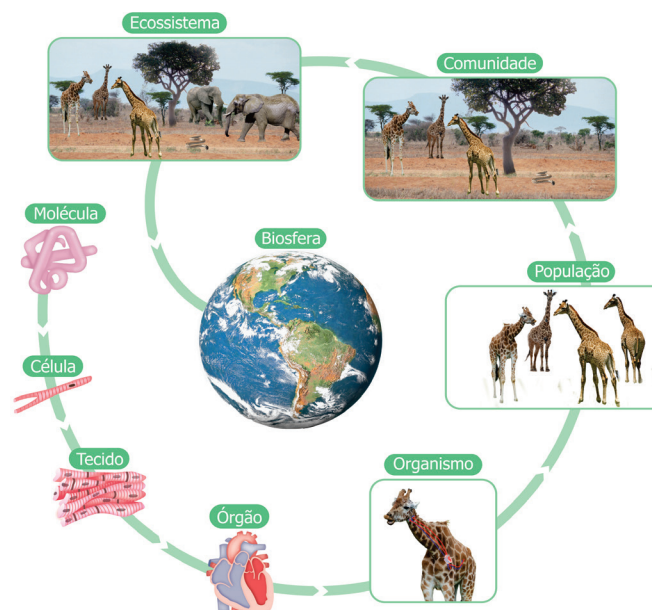 Ecossistema
Comunidade
Molécula
Biosfera
População
Célula
Tecido
Organismo
Órgão